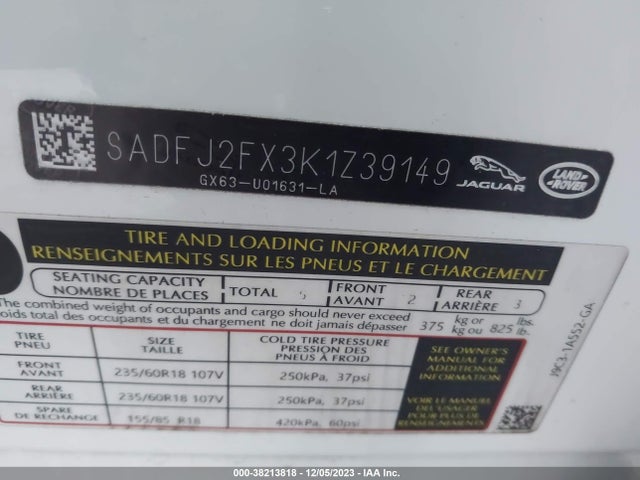 SADFJ2FX3K1Z39149
GX63-U01631-LA
JAGUAR
LAND
ROVER
TIRE AND LOADING INFORMATION
RENSEIGNEMENTS SUR LES PNEUS ET LE CHARGEMENT
SEATING CAPACITY
NOMBRE DE PLACES
TOTAL 5
FRONT
AVANT 2
REAR
ARRIÈRE 3
The combined weight of occupants and cargo should never exceed
poids total des occupants et du chargement ne doit jamais dépasser
375 kg or
kg ou 825 lbs.
lb.
TIRE
PNEU
SIZE
TAILLE
COLD TIRE PRESSURE
PRESSION DES
PNEUS À FROID
FRONT
AVANT
235/60R18 107V
250kPa, 37psi
REAR
ARRIÈRE
235/60R18 107V
250kPa, 37psi
SPARE
DE RECHANGE
155/85 R18
420kPa, 60psi
SEE OWNER'S
MANUAL FOR
ADDITIONAL
INFORMATION
VOIR LE MANUEL
DE L'USAGER
POUR PLUS DE
RENSEIGNEMENTS
J9C3-1A552-GA
000-38213818 - 12/05/2023 - IAA Inc.